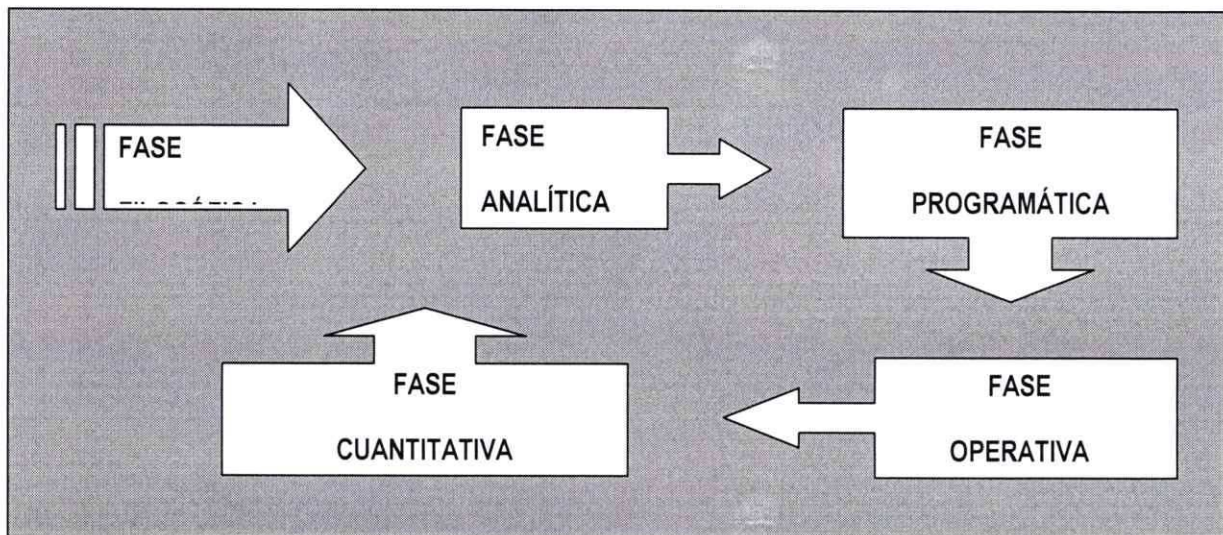 FASE
FASE
ANALÍTICA
FASE
PROGRAMÁTICA
FASE
CUANTITATIVA
FASE
OPERATIVA